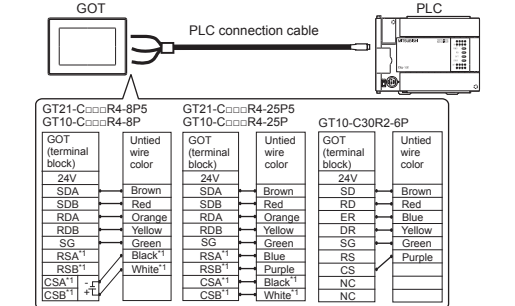 GOT
PLC
PLC connection cable
MITSUBISHI
GT21-C□□□R4-8P5
GT10-C□□□R4-8P
GOT (terminal block) Untied wire color
24V
SDA Brown
SDB Red
RDA Orange
RDB Yellow
SG Green
RSA*1 Black*1
RSB*1 White*1
CSA*1 -
CSB*1 +
GT21-C□□□R4-25P5
GT10-C□□□R4-25P
GOT (terminal block) Untied wire color
24V
SDA Brown
SDB Red
RDA Orange
RDB Yellow
SG Green
RSA*1 Blue
RSB*1 Purple
CSA*1 Black*1
CSB*1 White*1
GT10-C30R2-6P
GOT (terminal block) Untied wire color
24V
SD Brown
RD Red
ER Blue
DR Yellow
SG Green
RS Purple
CS
NC
NC